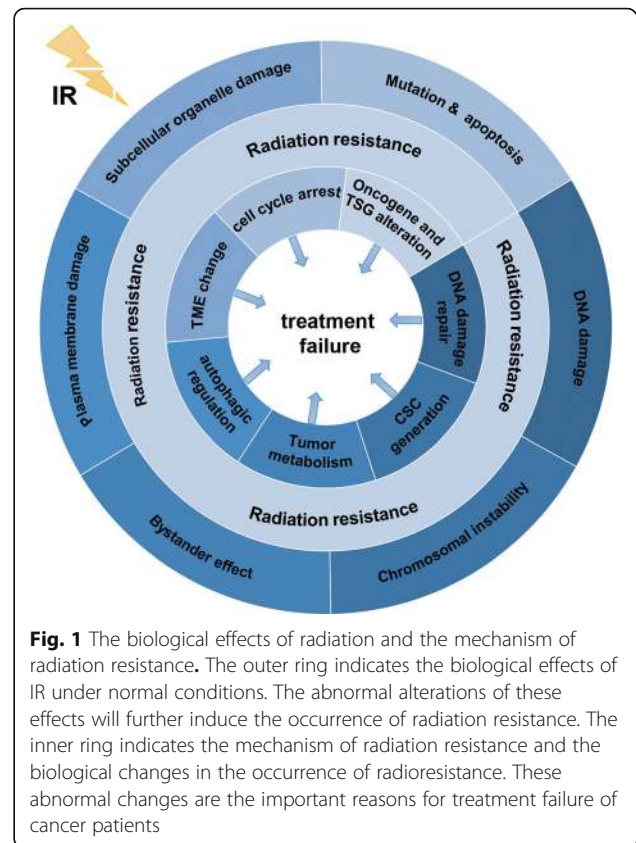 IR
Subcellular organelle damage
Mutation & apoptosis
DNA damage
Chromosomal instability
Bystander effect
Plasma membrane damage
Radiation resistance
Radiation resistance
Radiation resistance
Radiation resistance
cell cycle arrest
Oncogene and
TSG alteration
DNA damage
repair
CSC
generation
Tumor
metabolism
autophagic
regulation
TME change
treatment
failure
Fig. 1 The biological effects of radiation and the mechanism of
radiation resistance. The outer ring indicates the biological effects of
IR under normal conditions. The abnormal alterations of these
effects will further induce the occurrence of radiation resistance. The
inner ring indicates the mechanism of radiation resistance and the
biological changes in the occurrence of radioresistance. These
abnormal changes are the important reasons for treatment failure of
cancer patients